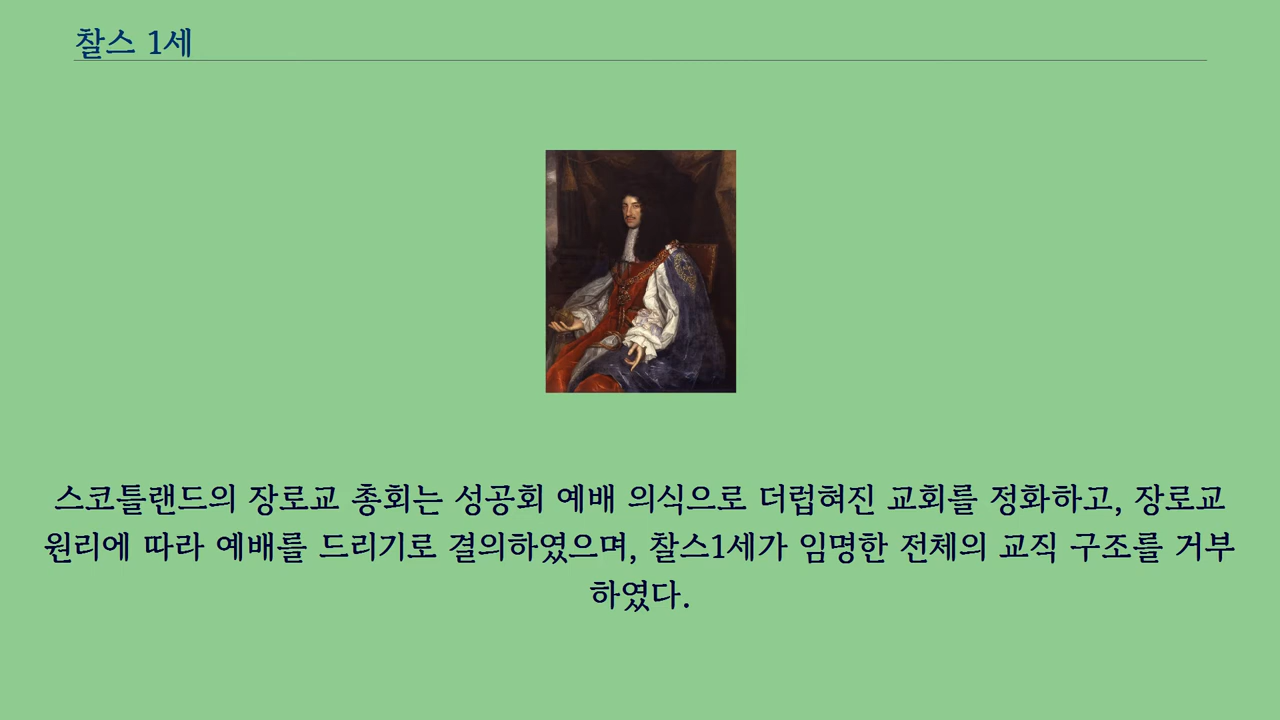 찰스 1세
스코틀랜드의 장로교 총회는 성공회 예배 의식으로 더럽혀진 교회를 정화하고, 장로교
원리에 따라 예배를 드리기로 결의하였으며, 찰스1세가 임명한 전체의 교직 구조를 거부
하였다.